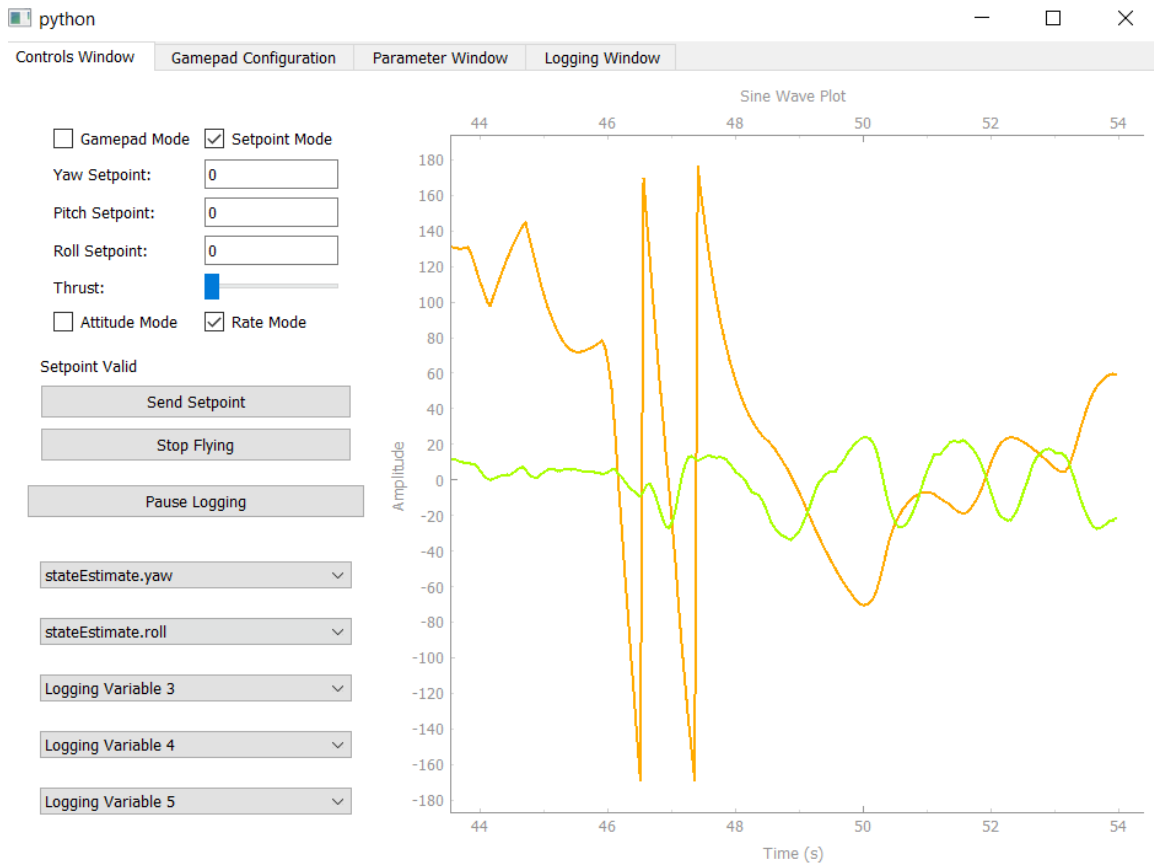 python
Controls Window
Gamepad Configuration
Parameter Window
Logging Window
Gamepad Mode
Setpoint Mode
Yaw Setpoint:
0
Pitch Setpoint:
0
Roll Setpoint:
0
Thrust:
Attitude Mode
Rate Mode
Setpoint Valid
Send Setpoint
Stop Flying
Pause Logging
stateEstimate.yaw
stateEstimate.roll
Logging Variable 3
Logging Variable 4
Logging Variable 5
Sine Wave Plot
44 46 48 50 52 54
Amplitude
180
160
140
120
100
80
60
40
20
0
-20
-40
-60
-80
-100
-120
-140
-160
-180
44 46 48 50 52 54
Time (s)